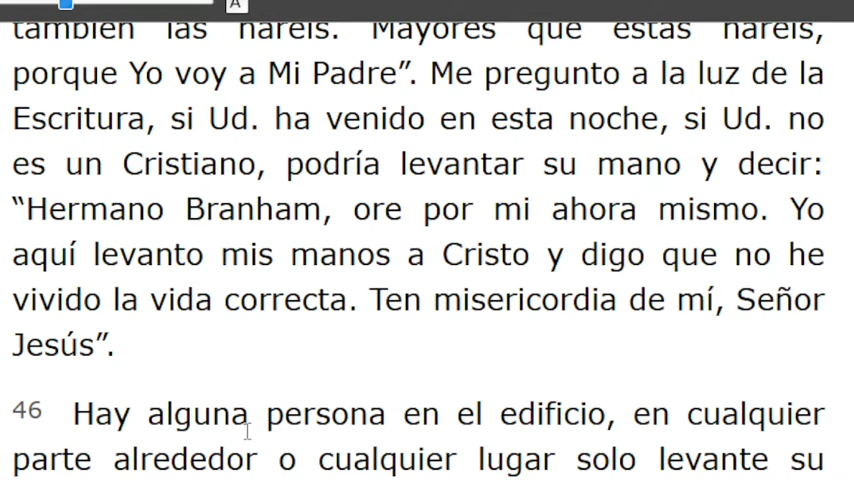 A
también las haréis. Mayores que estas haréis,
porque Yo voy a Mi Padre”. Me pregunto a la luz de la
Escritura, si Ud. ha venido en esta noche, si Ud. no
es un Cristiano, podría levantar su mano y decir:
“Hermano Branham, ore por mi ahora mismo. Yo
aquí levanto mis manos a Cristo y digo que no he
vivido la vida correcta. Ten misericordia de mí, Señor
Jesús”.
46 Hay alguna persona en el edificio, en cualquier
parte alrededor o cualquier lugar solo levante su